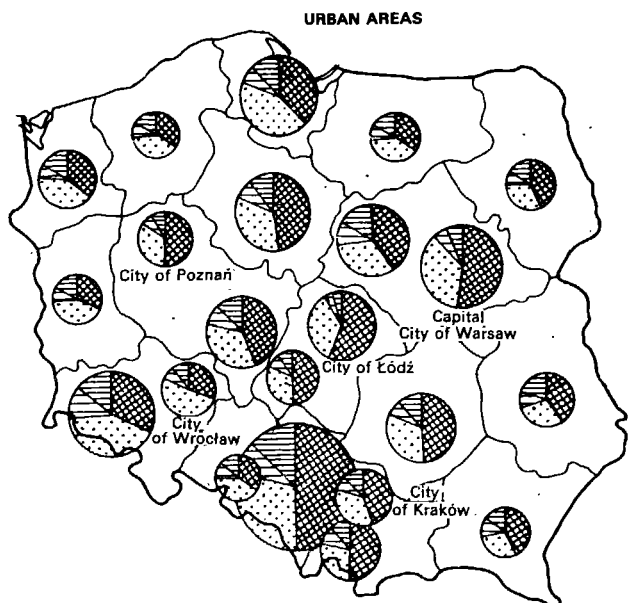 URBAN AREAS
City of Poznań
Capital
City of Warsaw
City of Łódź
City
of Wrocław
City
of Kraków